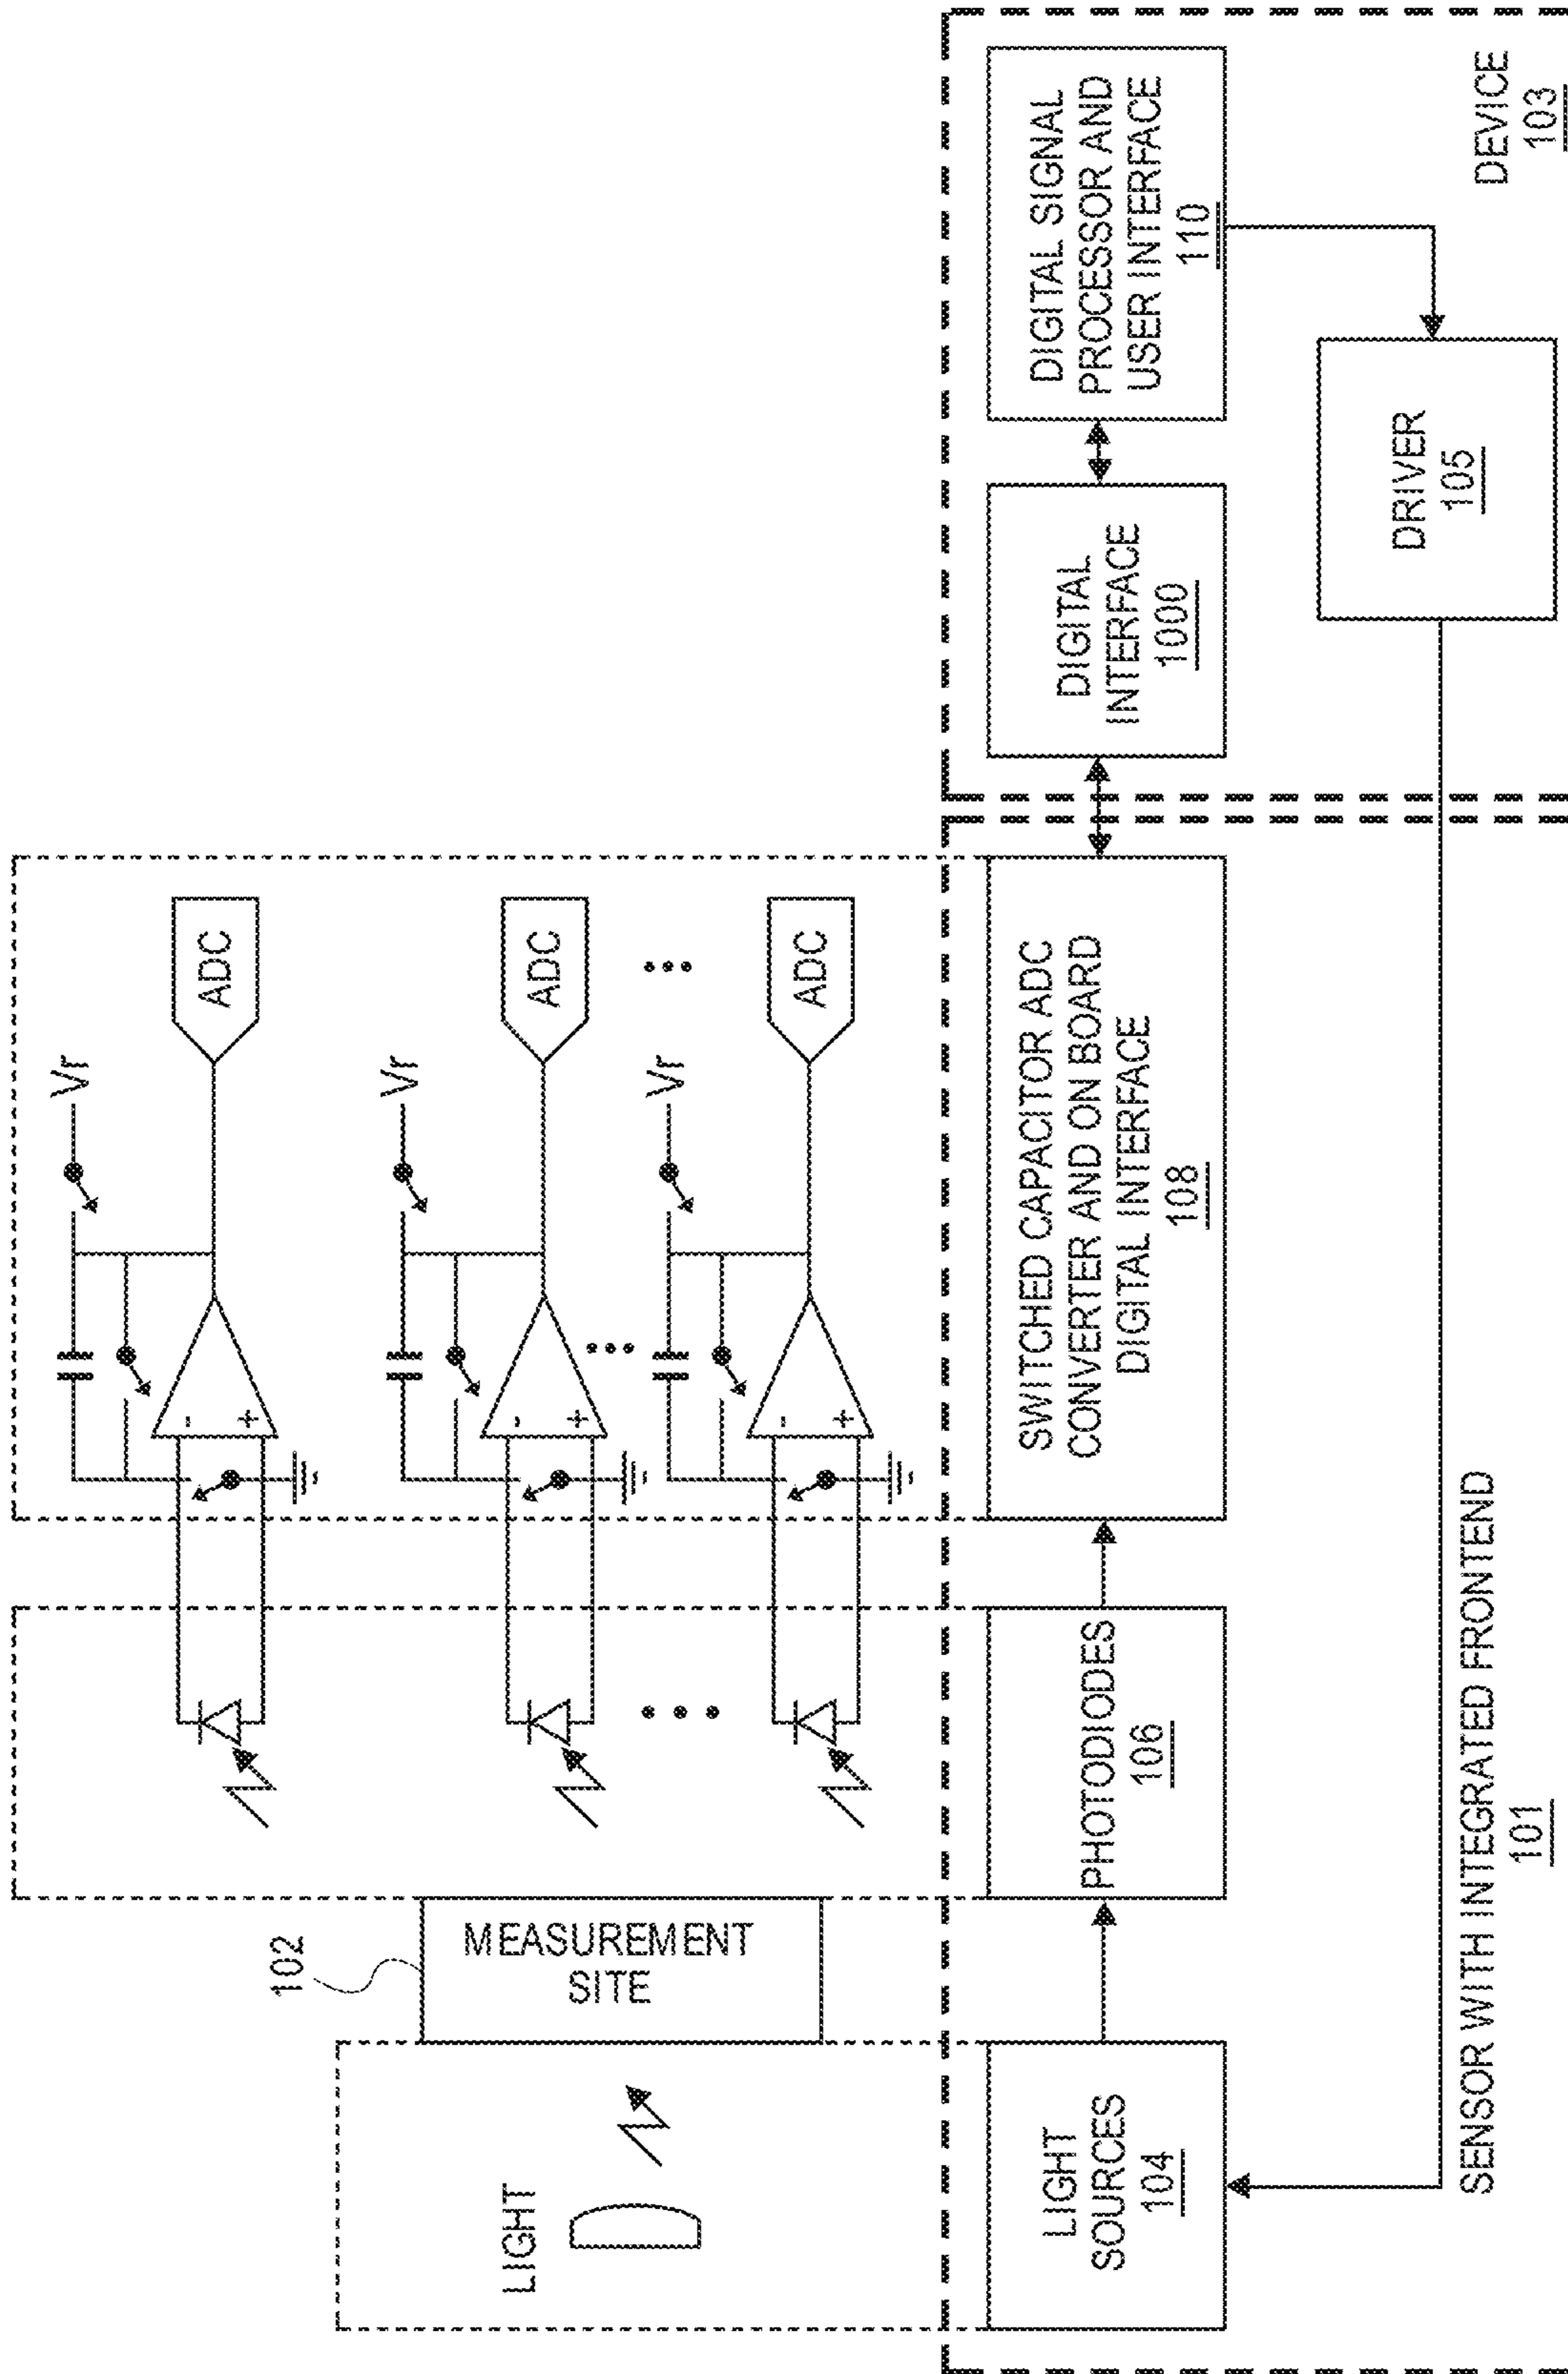 LIGHT
102
MEASUREMENT
SITE
-
+
Vr
ADC
-
+
Vr
ADC
-
+
Vr
ADC
LIGHT
SOURCES
104
PHOTODIODES
106
SWITCHED CAPACITOR ADC
CONVERTER AND ON BOARD
DIGITAL INTERFACE
108
DIGITAL
INTERFACE
1000
DIGITAL SIGNAL
PROCESSOR AND
USER INTERFACE
110
DRIVER
105
SENSOR WITH INTEGRATED FRONTEND
101
DEVICE
103